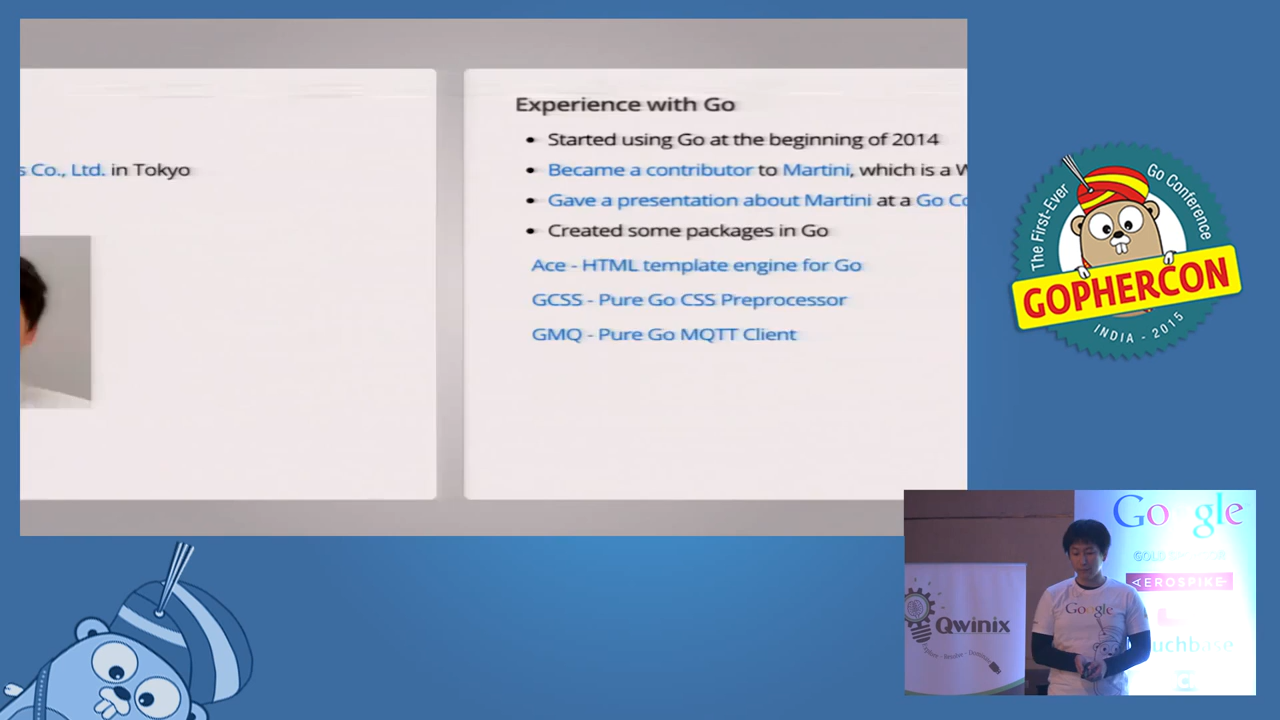 s Co., Ltd. in Tokyo
Experience with Go
• Started using Go at the beginning of 2014
• Became a contributor to Martini, which is a W
• Gave a presentation about Martini at a Go Co
• Created some packages in Go
Ace - HTML template engine for Go
GCSS - Pure Go CSS Preprocessor
GMQ - Pure Go MQTT Client
The First-Ever Go Conference
GOPHERCON
INDIA - 2015
Google
GOLD
AEROSPIKE
uchbase
Qwinix
Google